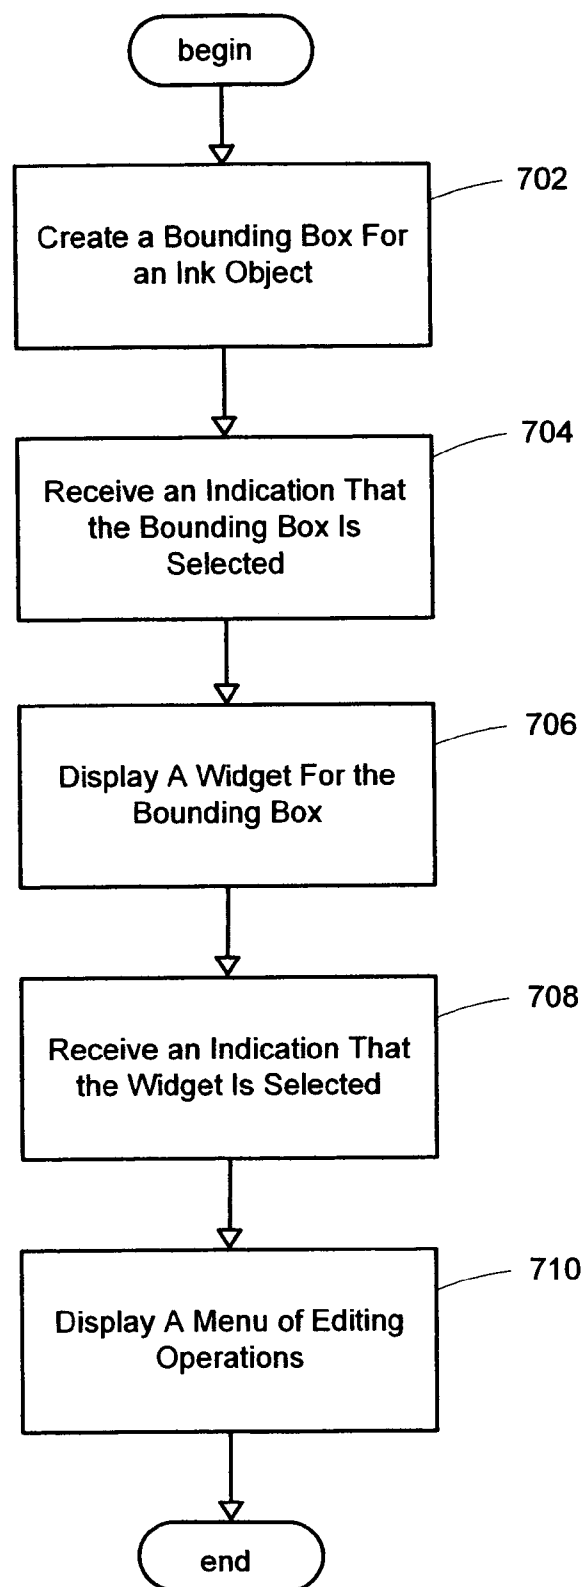 begin
702
Create a Bounding Box For
an Ink Object
704
Receive an Indication That
the Bounding Box Is
Selected
706
Display A Widget For the
Bounding Box
708
Receive an Indication That
the Widget Is Selected
710
Display A Menu of Editing
Operations
end